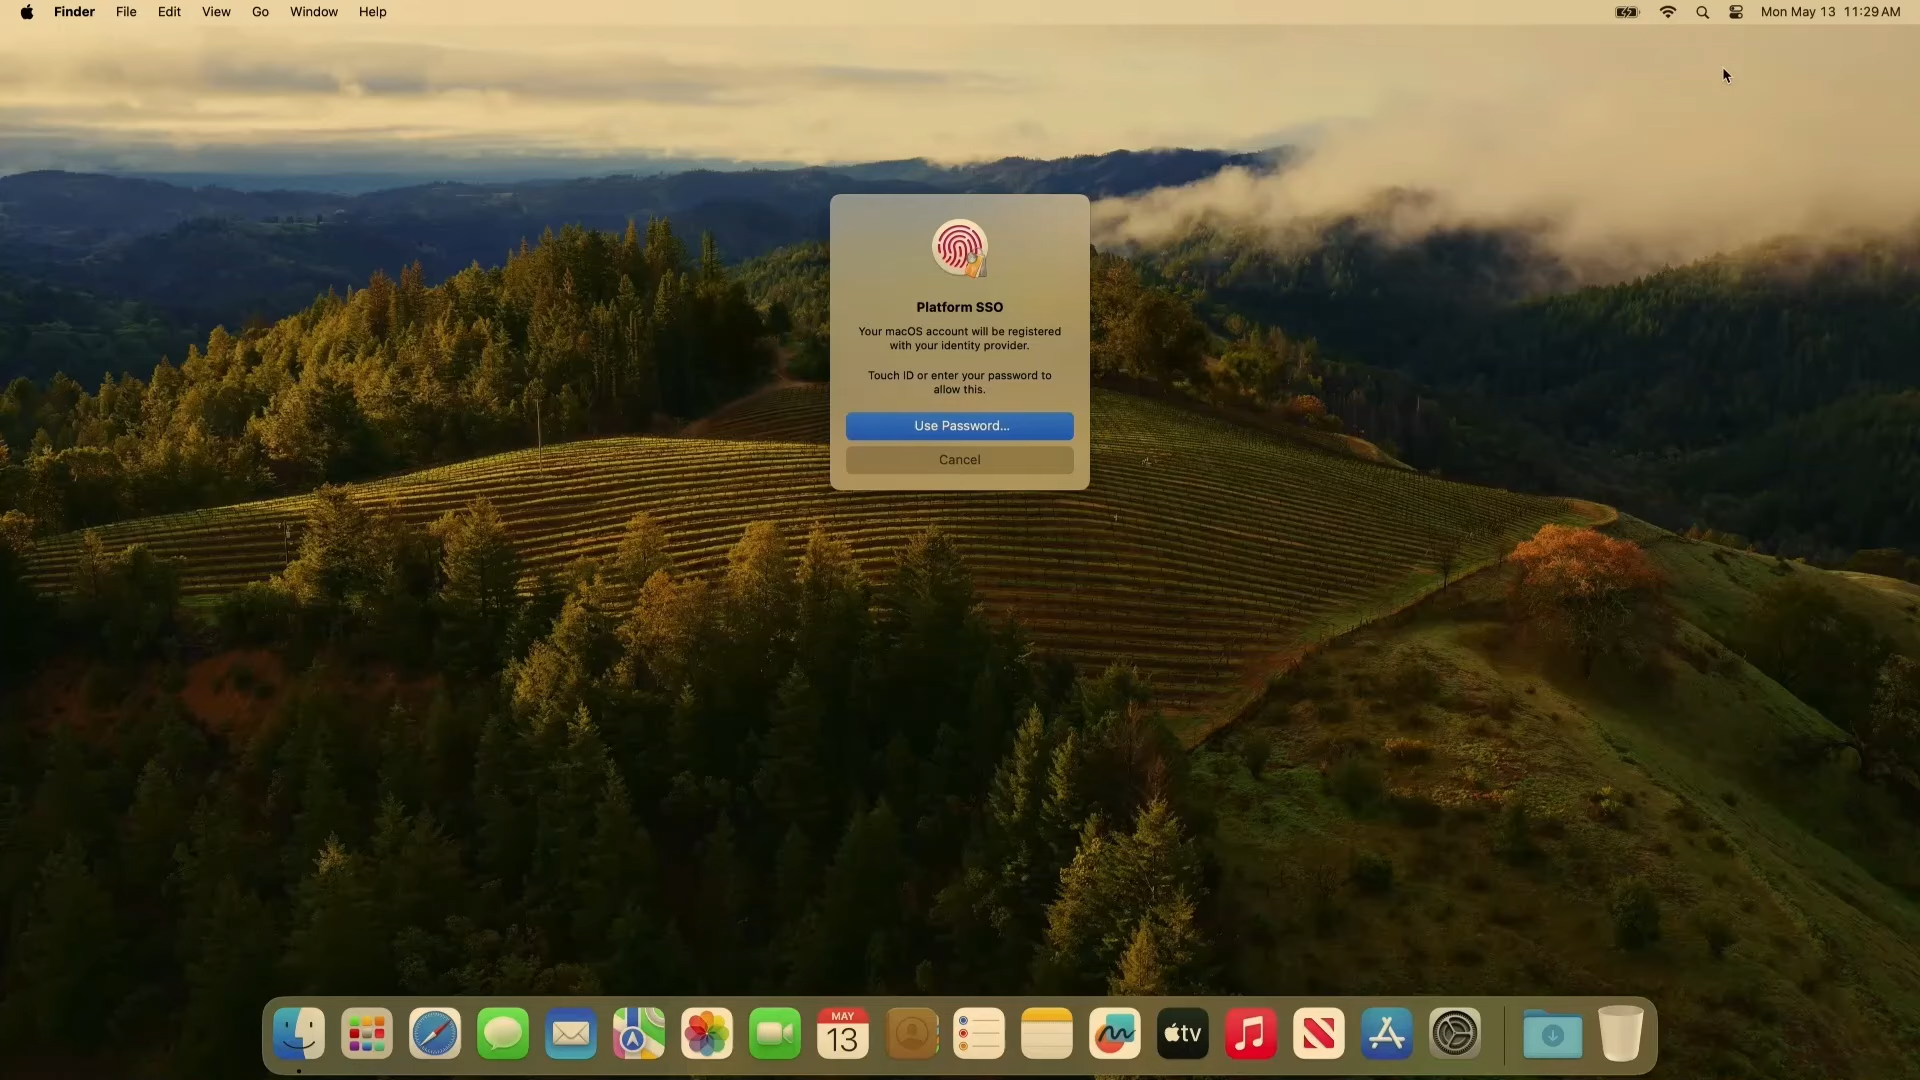 Finder File Edit View Go Window Help
Mon May 13 11:29 AM
Platform SSO
Your macOS account will be registered
with your identity provider.
Touch ID or enter your password to
allow this.
Use Password...
Cancel
MAY
13
tv